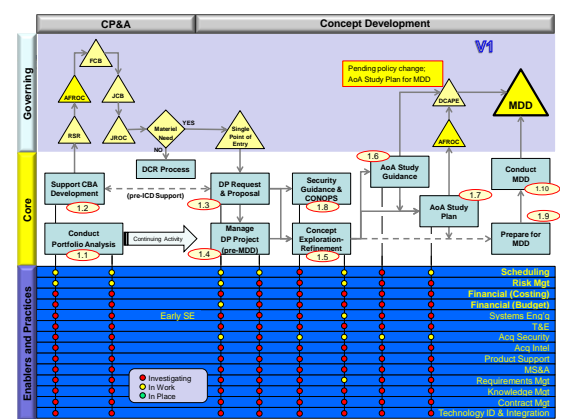 CP&A
Concept Development
V1
Governing
Core
Enablers and Practices
FCB
AFROC
JCB
RSR
JROC
Material
Need
YES
NO
Single
Point of
Entry
Pending policy change;
AoA Study Plan for MDD
DCAPE
MDD
AFROC
DCR Process
1.6
AoA Study
Guidance
Support CBA
Development
1.2
(pre-ICD Support)
1.3
DP Request
& Proposal
Security
Guidance &
CONOPS
1.8
1.7
AoA Study
Plan
Conduct
MDD
1.10
1.9
Conduct
Portfolio Analysis
1.1
Continuing Activity
1.4
Manage
DP Project
(pre-MDD)
Concept
Exploration-
Refinement
1.5
Prepare for
MDD
Scheduling
Risk Mgt
Financial (Costing)
Financial (Budget)
Early SE
Systems Eng'g
T&E
Acq Security
Acq Intel
Product Support
MS&A
Requirements Mgt
Knowledge Mgt
Contract Mgt
Technology ID & Integration
Investigating
In Work
In Place